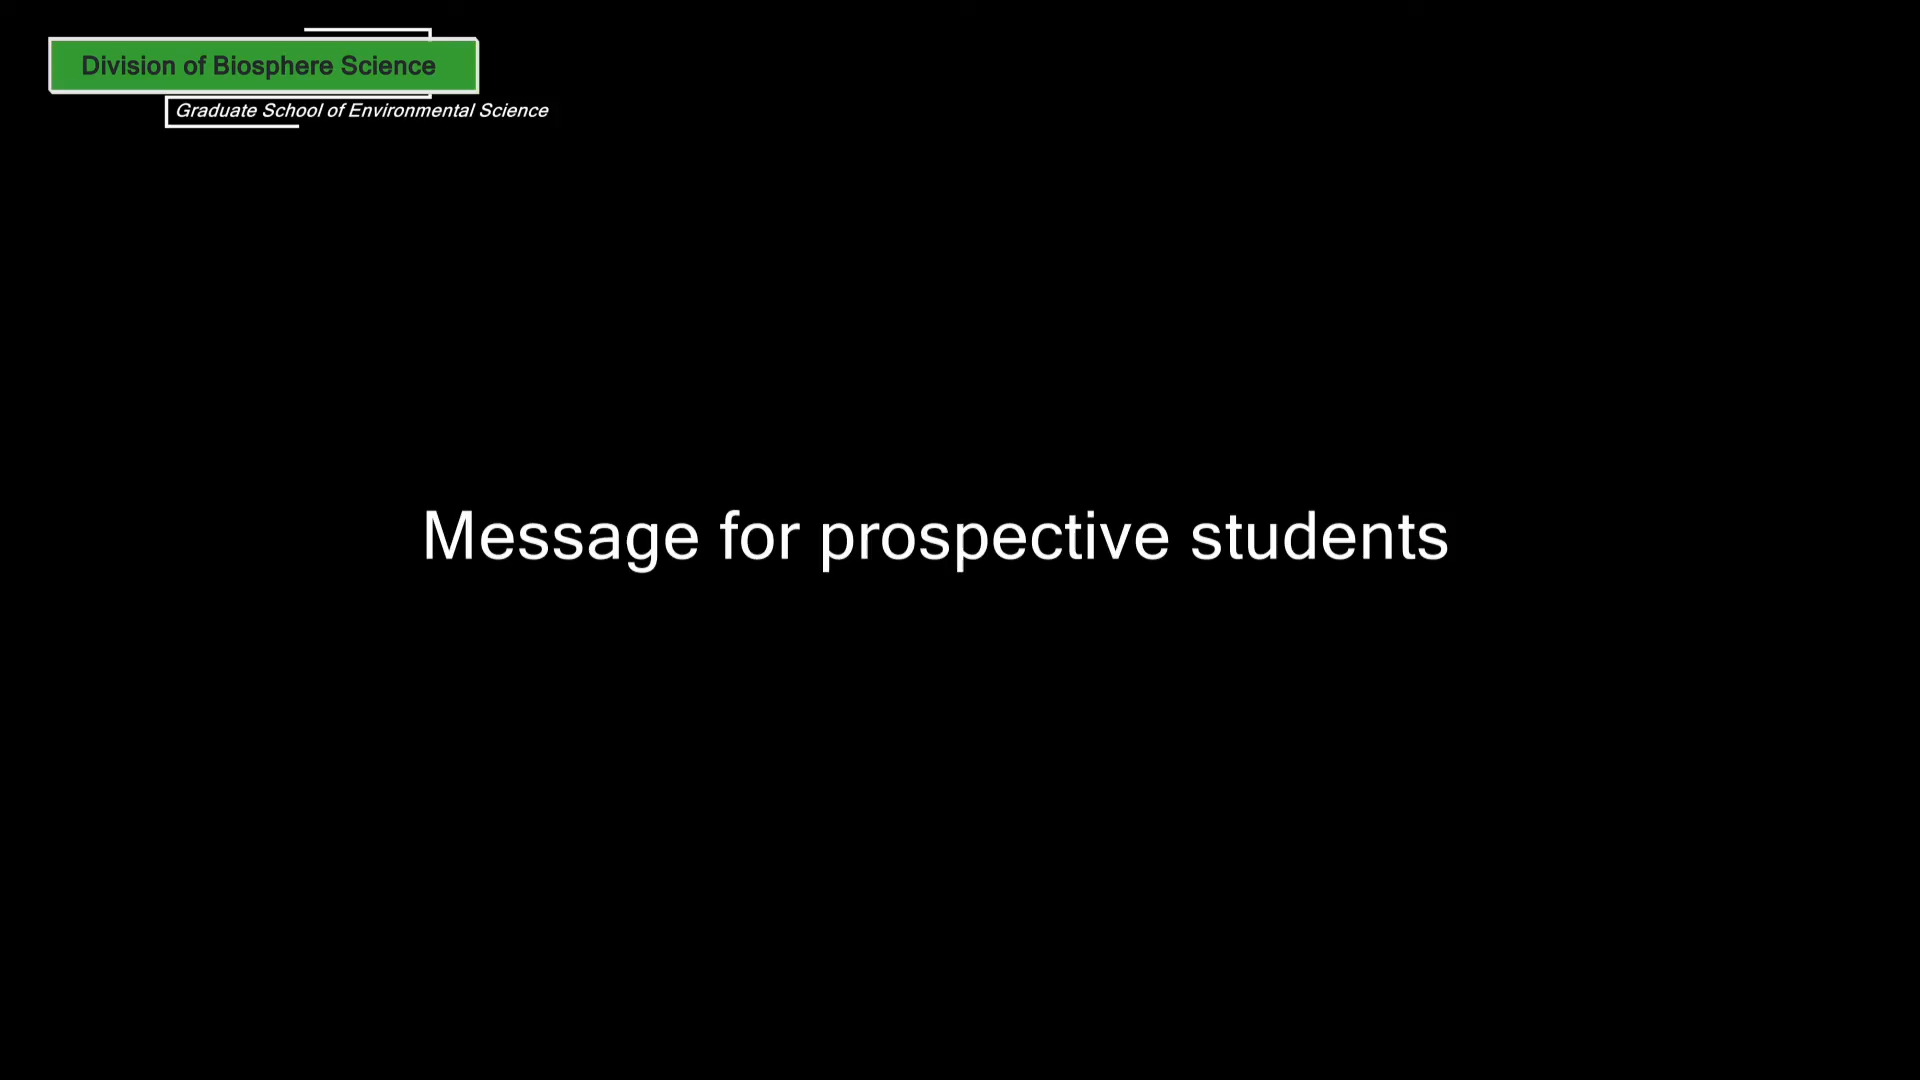 Division of Biosphere Science
Graduate School of Environmental Science
Message for prospective students